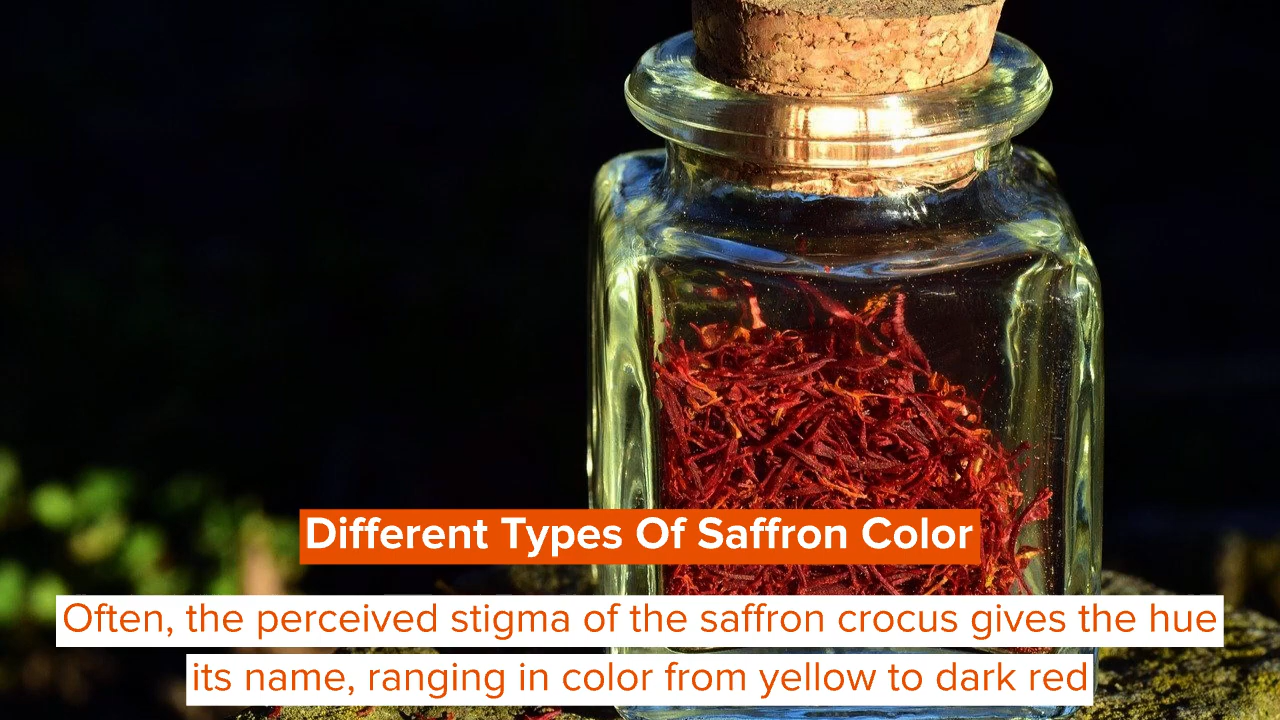 Different Types Of Saffron Color
Often, the perceived stigma of the saffron crocus gives the hue
its name, ranging in color from yellow to dark red